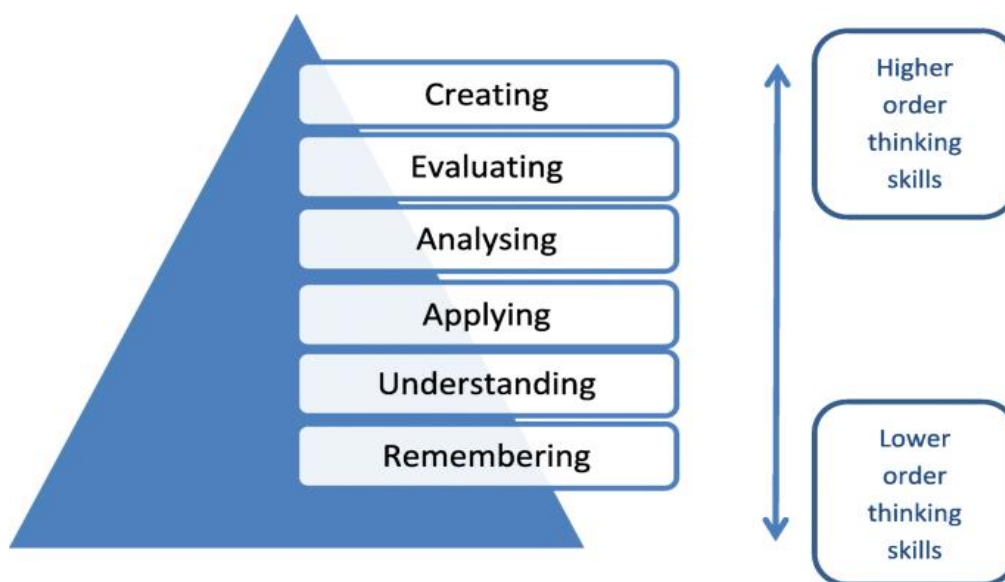 Creating
Evaluating
Analysing
Applying
Understanding
Remembering
Higher
order
thinking
skills
Lower
order
thinking
skills